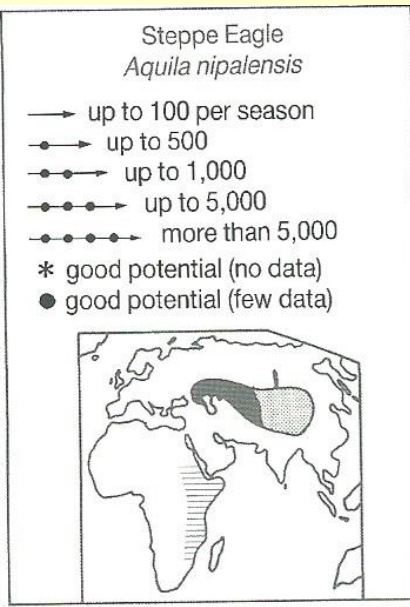 Steppe Eagle
Aquila nipalensis
up to 100 per season
up to 500
up to 1,000
up to 5,000
more than 5,000
* good potential (no data)
● good potential (few data)